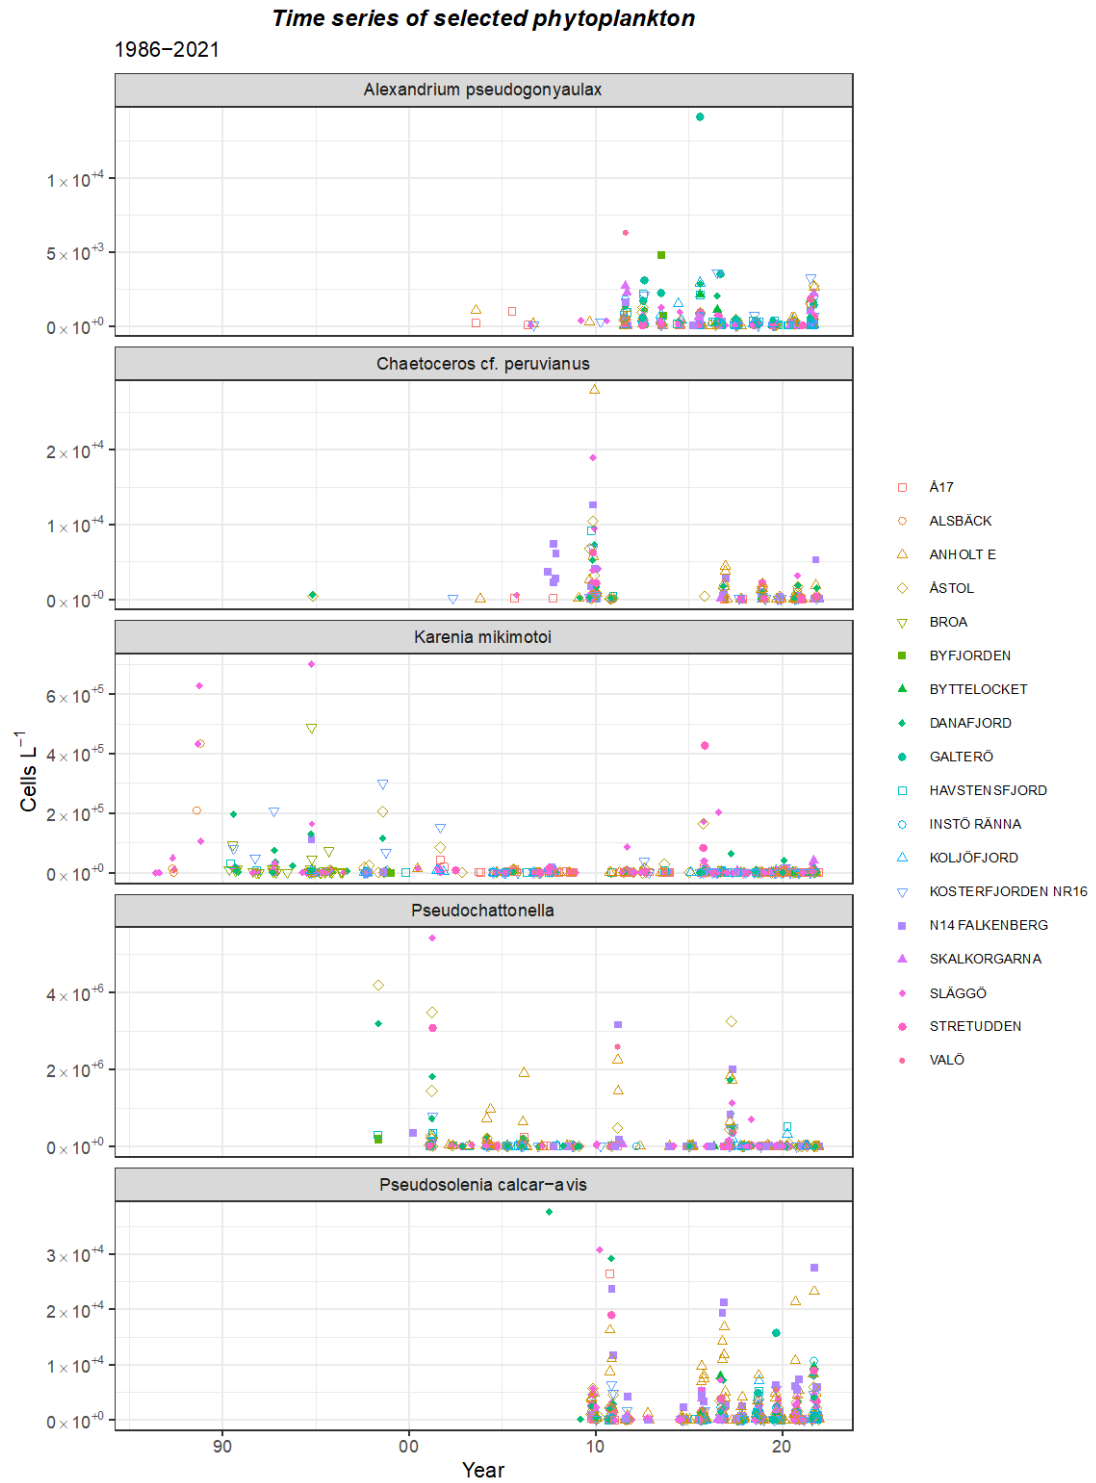 Time series of selected phytoplankton
1986−2021
Alexandrium pseudogonyaulax
1 × 10⁺⁴
5 × 10⁺³
0 × 10⁺⁰
Chaetoceros cf. peruvianus
2 × 10⁺⁴
1 × 10⁺⁴
0 × 10⁺⁰
Karenia mikimotoi
6 × 10⁺⁵
4 × 10⁺⁵
2 × 10⁺⁵
0 × 10⁺⁰
Pseudochattonella
4 × 10⁺⁶
2 × 10⁺⁶
0 × 10⁺⁰
Pseudosolenia calcar−avis
3 × 10⁺⁴
2 × 10⁺⁴
1 × 10⁺⁴
0 × 10⁺⁰
Cells L⁻¹
90 00 10 20
Year
Å17
ALSBÄCK
ANHOLT E
ÅSTOL
BROA
BYFJORDEN
BYTTELOCKET
DANAFJORD
GALTERÖ
HAVSTENSFJORD
INSTÖ RÄNNA
KOLJÖFJORD
KOSTERFJORDEN NR16
N14 FALKENBERG
SKALKORGARNA
SLÄGGÖ
STRETUDDEN
VALÖ